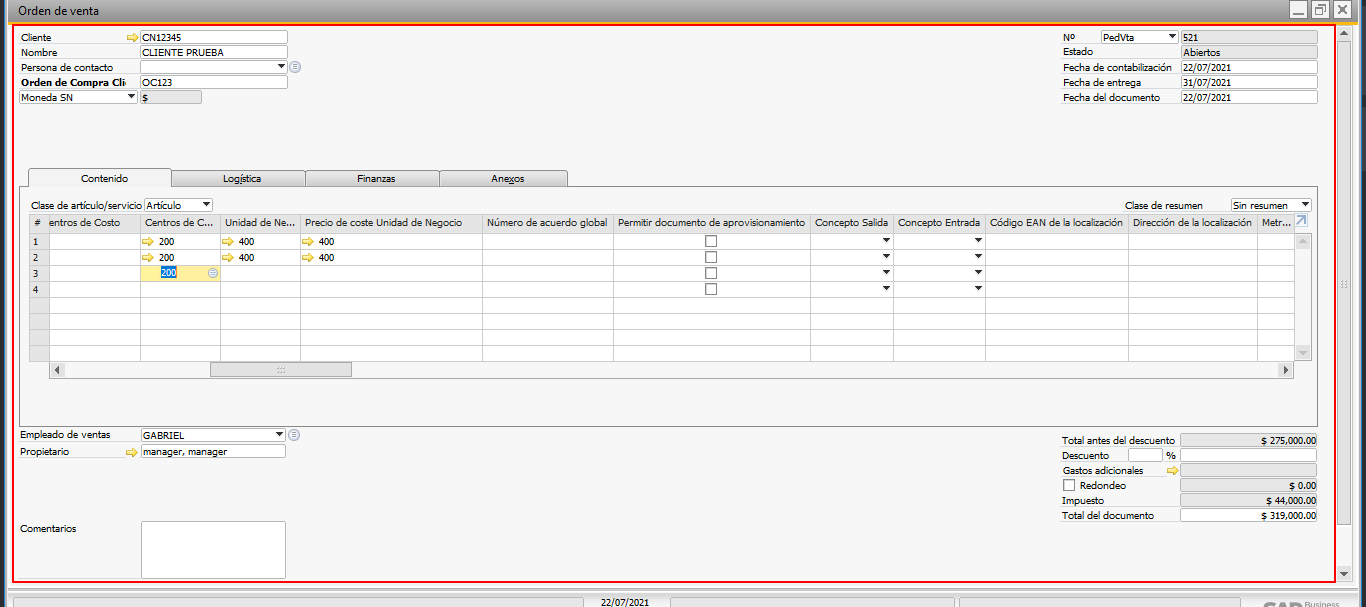 Orden de venta
Cliente CN12345
Nombre CLIENTE PRUEBA
Persona de contacto
Orden de Compra Cli OC123
Moneda SN $
Nº PedVta 521
Estado Abiertos
Fecha de contabilización 22/07/2021
Fecha de entrega 31/07/2021
Fecha del documento 22/07/2021
Contenido Logística Finanzas Anexos
Clase de artículo/servicio Artículo Clase de resumen Sin resumen
# entros de Costo Centros de C... Unidad de Ne... Precio de coste Unidad de Negocio Número de acuerdo global Permitir documento de aprovisionamiento Concepto Salida Concepto Entrada Código EAN de la localización Dirección de la localización Metr...
1 200 400 400
2 200 400 400
3 200
4
Empleado de ventas GABRIEL
Propietario manager, manager
Comentarios
Total antes del descuento $ 275,000.00
Descuento %
Gastos adicionales
Redondeo $ 0.00
Impuesto $ 44,000.00
Total del documento $ 319,000.00
22/07/2021
SAP Business